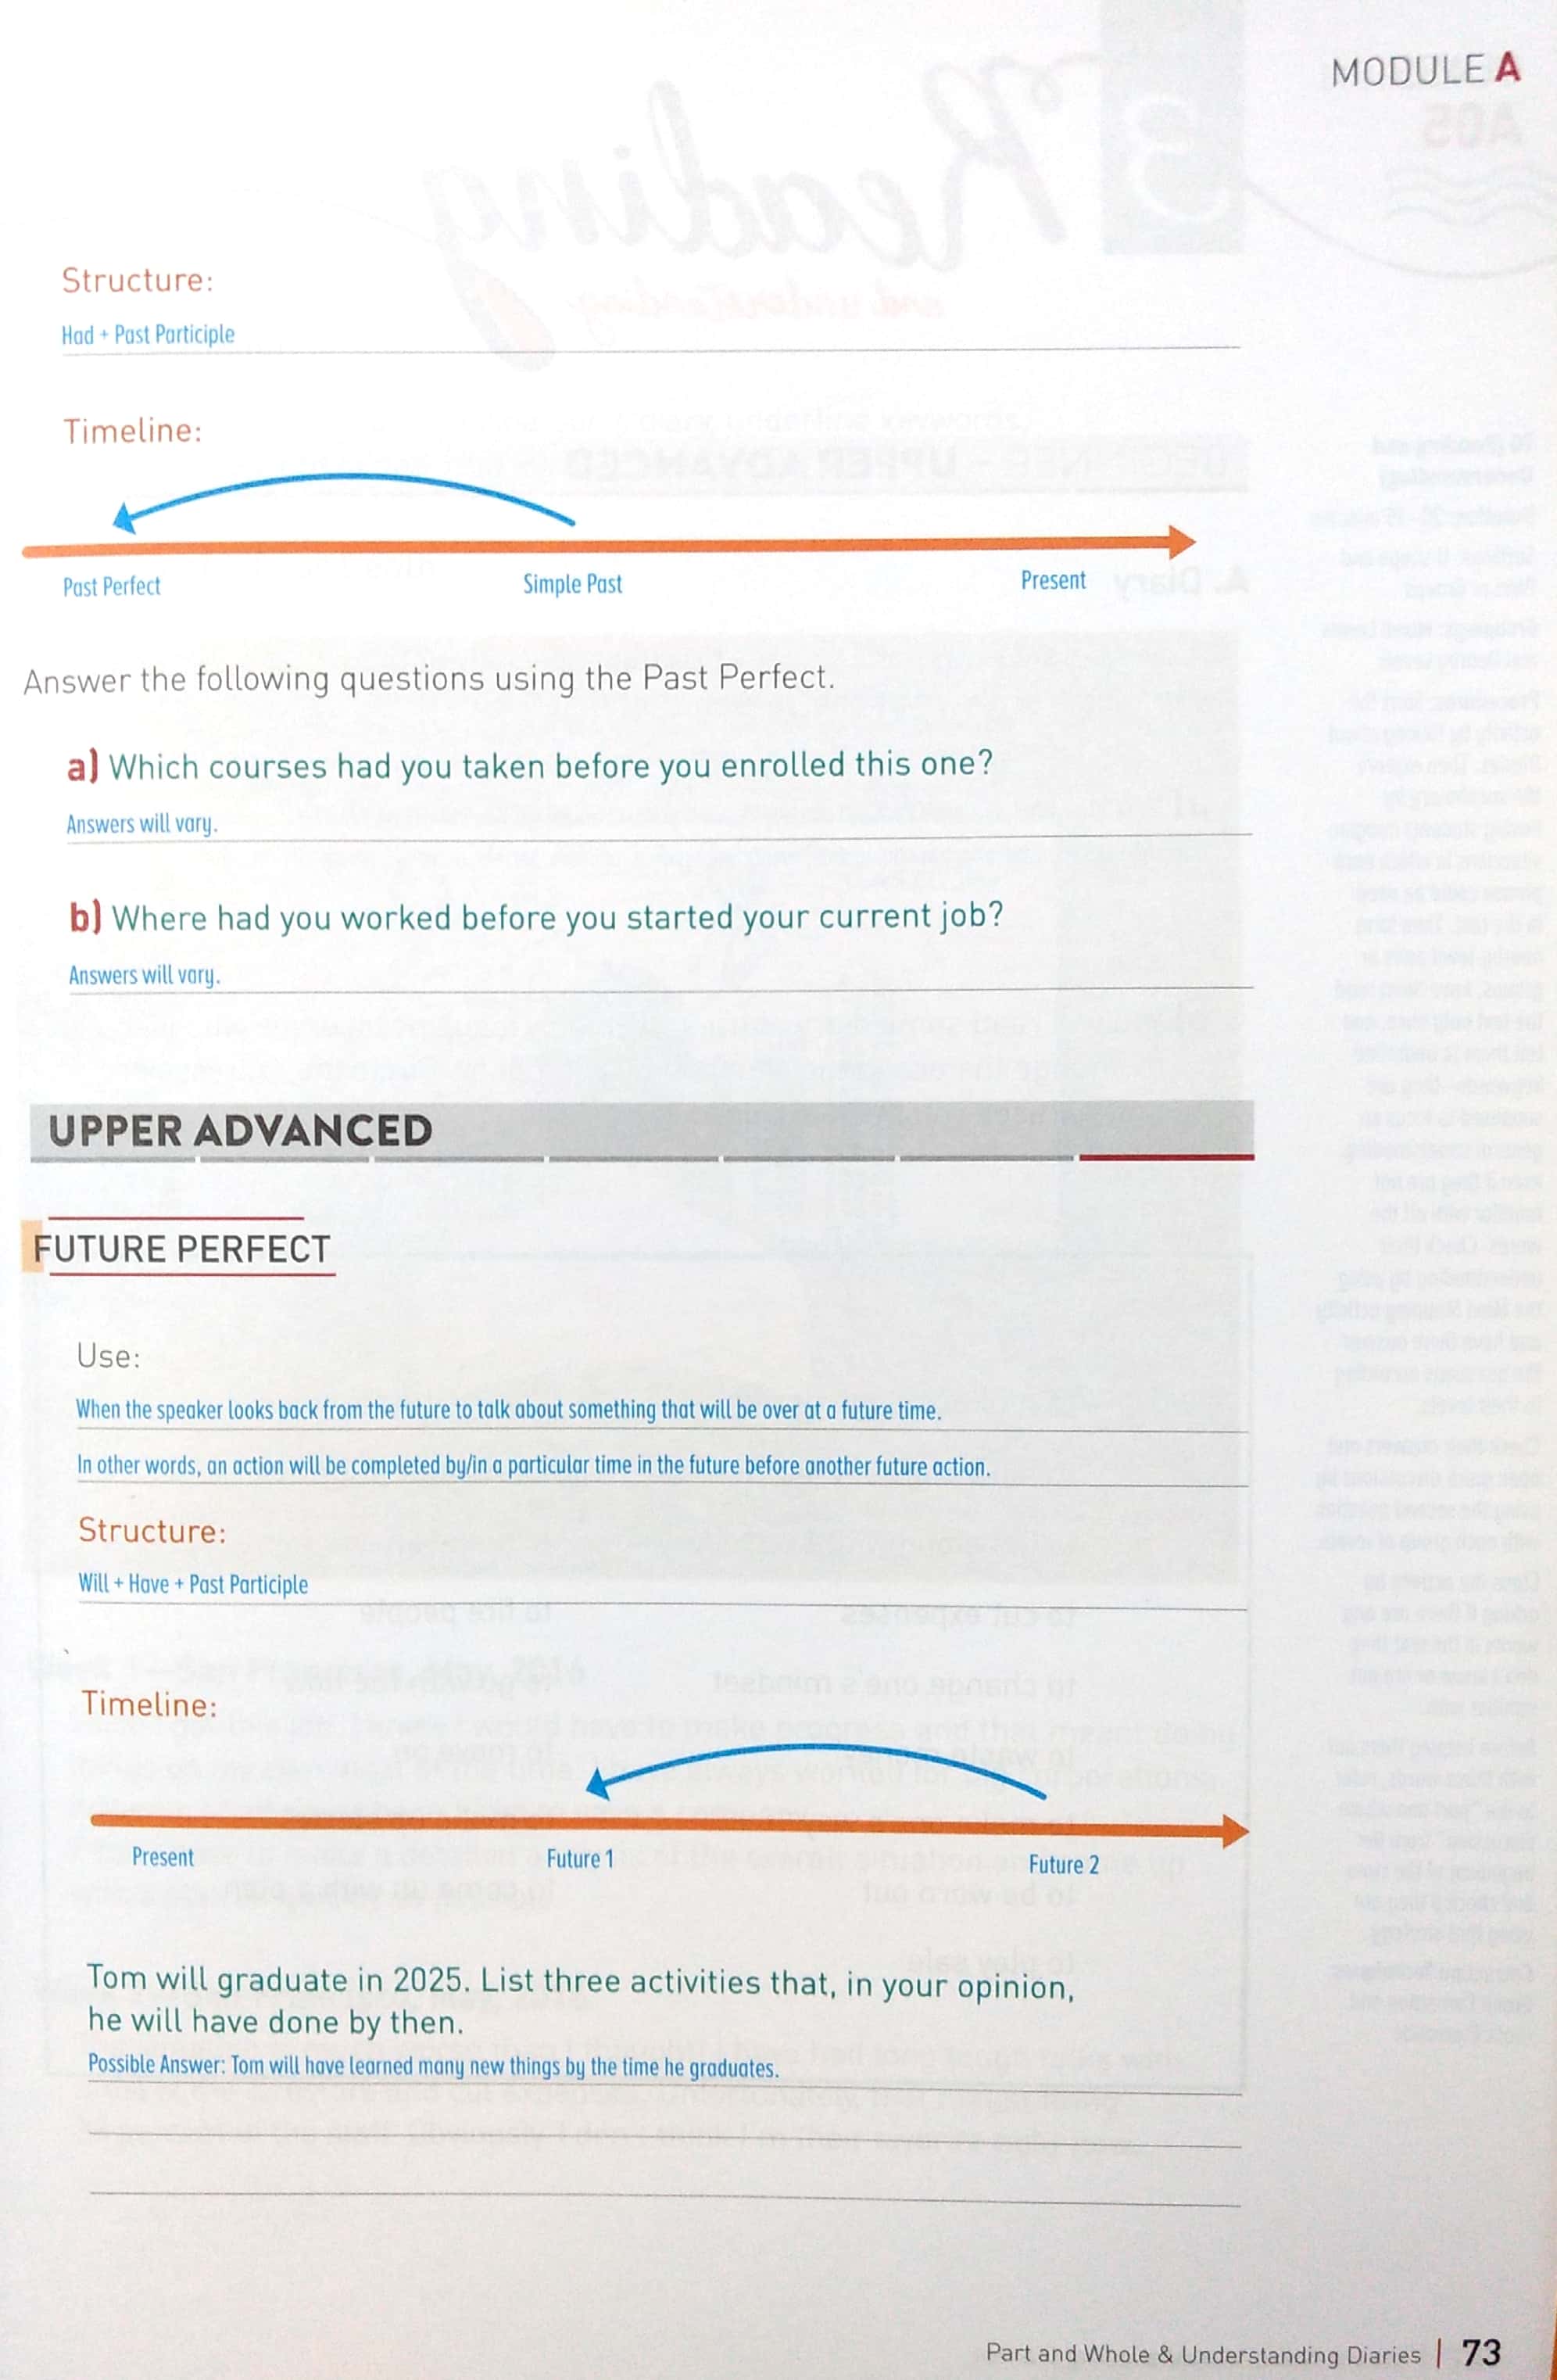 MODULE A
Structure:
Had + Past Participle
Timeline:
Past Perfect Simple Past Present
Answer the following questions using the Past Perfect.
a) Which courses had you taken before you enrolled this one?
Answers will vary.
b) Where had you worked before you started your current job?
Answers will vary.
UPPER ADVANCED
FUTURE PERFECT
Use:
When the speaker looks back from the future to talk about something that will be over at a future time.
In other words, an action will be completed by/in a particular time in the future before another future action.
Structure:
Will + Have + Past Participle
Timeline:
Present Future 1 Future 2
Tom will graduate in 2025. List three activities that, in your opinion,
he will have done by then.
Possible Answer: Tom will have learned many new things by the time he graduates.
Part and Whole & Understanding Diaries | 73